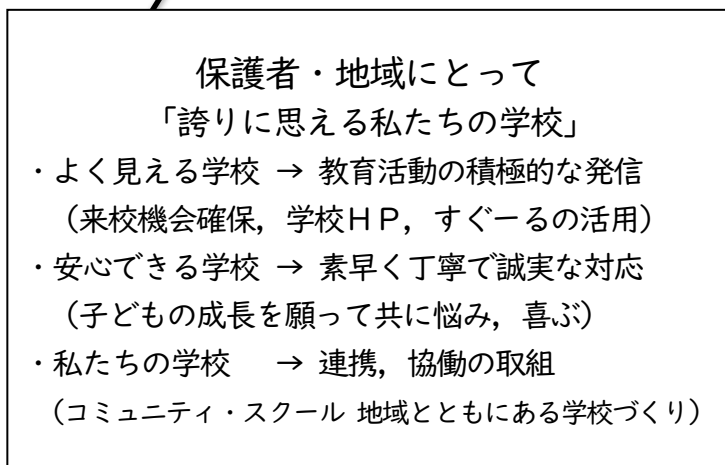 保護者・地域にとって
「誇りに思える私たちの学校」
・よく見える学校 → 教育活動の積極的な発信
（来校機会確保，学校ＨＰ，すぐーるの活用）
・安心できる学校 → 素早く丁寧で誠実な対応
（子どもの成長を願って共に悩み，喜ぶ）
・私たちの学校　 → 連携，協働の取組
（コミュニティ・スクール 地域とともにある学校づくり）